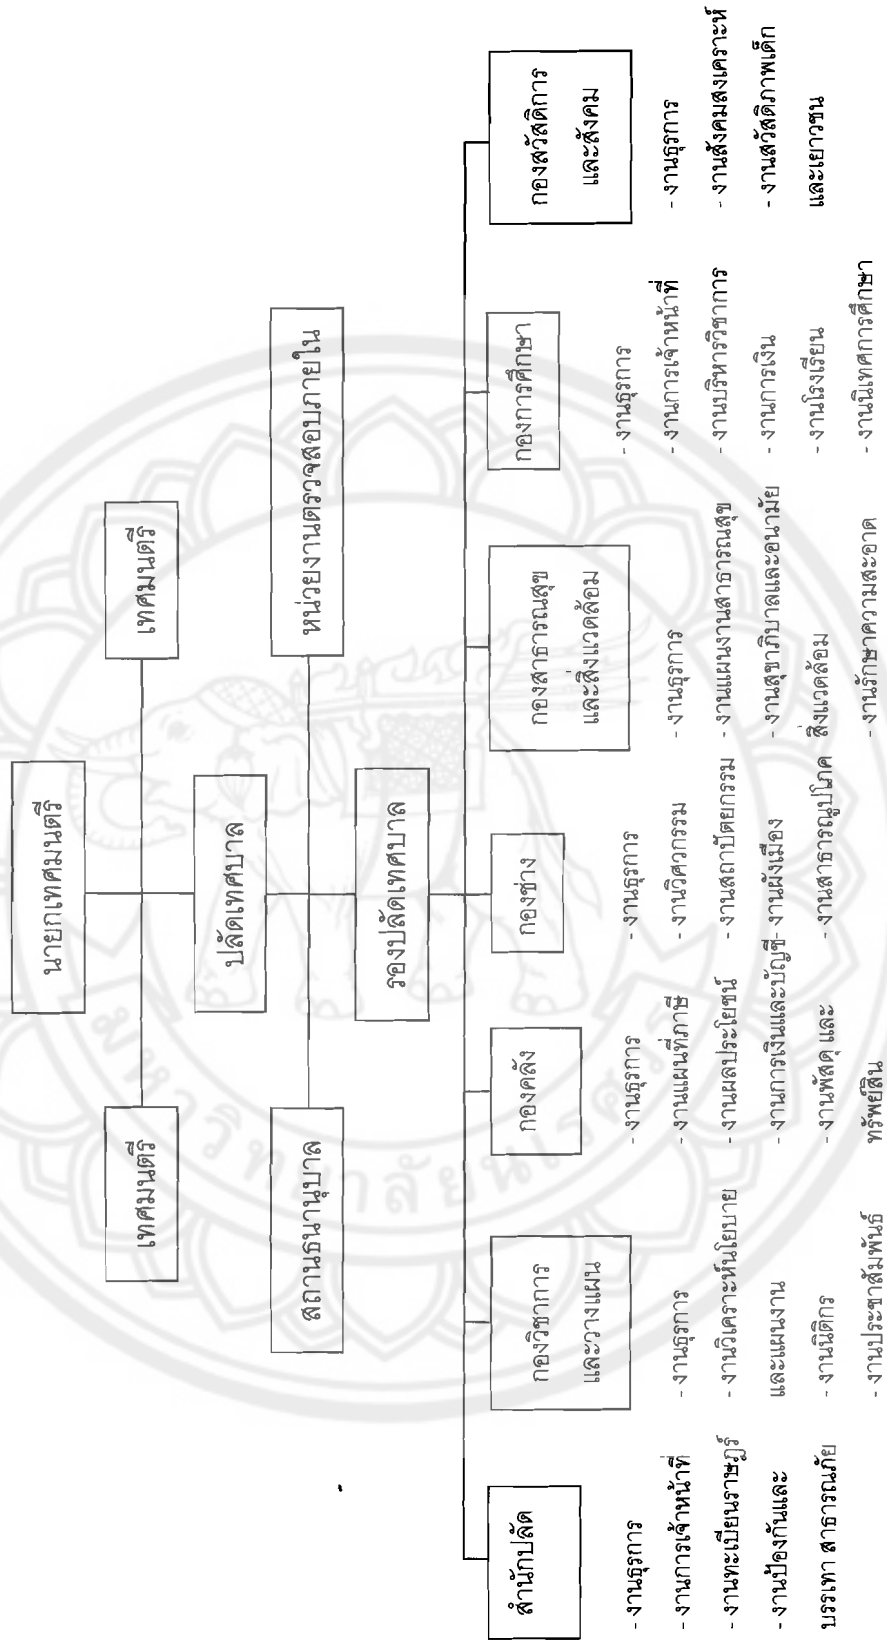 นายกเทศมนตรี
เทศมนตรี
เทศมนตรี
ปลัดเทศบาล
สถานธนานุบาล
หน่วยงานตรวจสอบภายใน
รองปลัดเทศบาล
สำนักปลัด
- งานธุรการ
- งานการเจ้าหน้าที่
- งานทะเบียนราษฎร์
- งานป้องกันและ
บรรเทา สาธารณภัย
กองวิชาการ
และวางแผน
- งานธุรการ
- งานวิเคราะห์นโยบาย
และแผนงาน
- งานนิติกร
- งานประชาสัมพันธ์
กองคลัง
- งานธุรการ
- งานแผนที่ภาษี
- งานผลประโยชน์
- งานการเงินและบัญชี
- งานพัสดุ และ
ทรัพย์สิน
กองช่าง
- งานธุรการ
- งานวิศวกรรม
- งานสถาปัตยกรรม
- งานผังเมือง
- งานสาธารณูปโภค
กองสาธารณสุข
และสิ่งแวดล้อม
- งานธุรการ
- งานแผนงานสาธารณสุข
- งานสุขาภิบาลและอนามัย
สิ่งแวดล้อม
- งานรักษาความสะอาด
กองการศึกษา
- งานธุรการ
- งานการเจ้าหน้าที่
- งานบริหารวิชาการ
- งานการเงิน
- งานโรงเรียน
- งานนิเทศการศึกษา
กองสวัสดิการ
และสังคม
- งานธุรการ
- งานสังคมสงเคราะห์
- งานสวัสดิภาพเด็ก
และเยาวชน
มหาวิทยาลัยนเรศวร